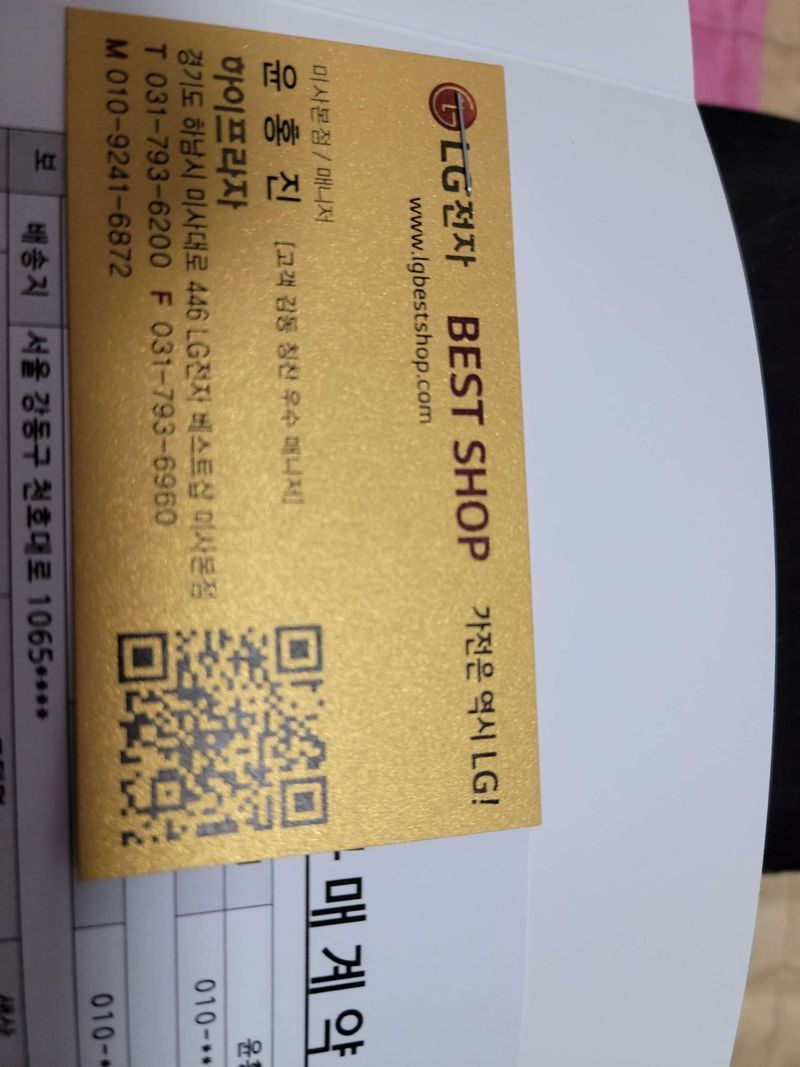 LG전자 BEST SHOP 가전은 역시 LG!
www.lgbestshop.com
미사본점 / 매니저
윤홍진 [고객 감동 칭찬 우수 매니저]
하이프라자
경기도 하남시 미사대로 446 LG전자 베스트샵 미사본점
T 031-793-6200 F 031-793-6960
M 010-9241-6872
매 계 약
010-**
010-*
배송지 서울 강동구 천호대로 1065****